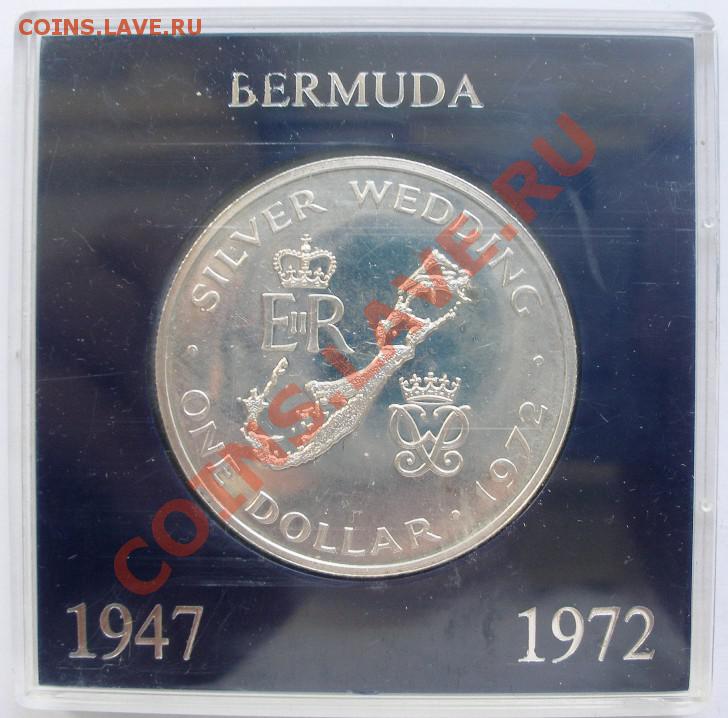 COINS.LAVE.RU
BERMUDA
SILVER WEDDING
EIIR
ONE DOLLAR · 1972
COINS.LAVE.RU
1947
1972